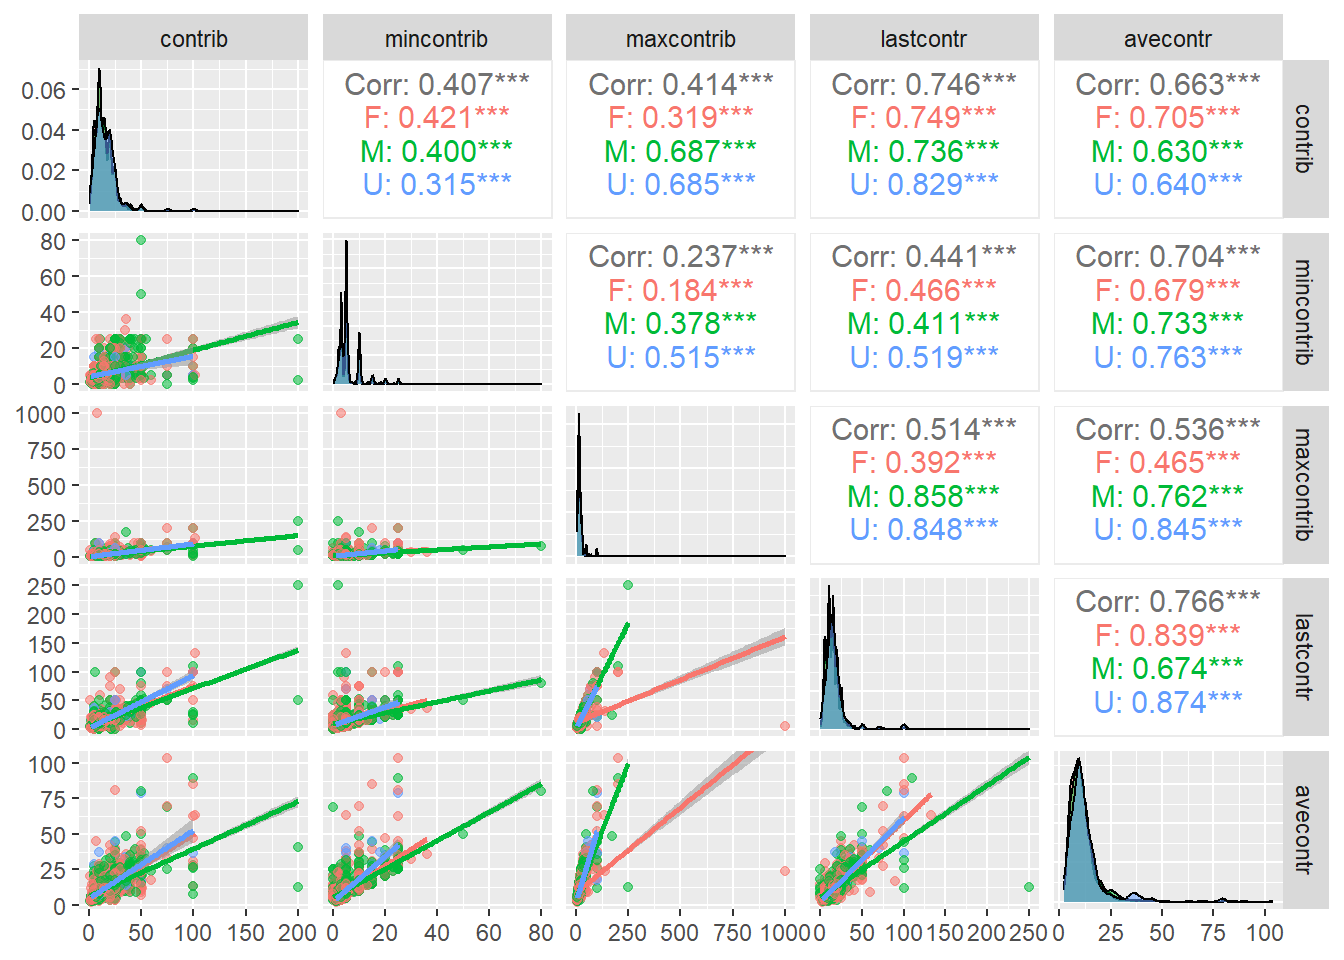 contrib mincontrib maxcontrib lastcontr avecontr
0.06
0.04
0.02
0.00
Corr: 0.407***
F: 0.421***
M: 0.400***
U: 0.315***
Corr: 0.414***
F: 0.319***
M: 0.687***
U: 0.685***
Corr: 0.746***
F: 0.749***
M: 0.736***
U: 0.829***
Corr: 0.663***
F: 0.705***
M: 0.630***
U: 0.640***
contrib
80
60
40
20
0
Corr: 0.237***
F: 0.184***
M: 0.378***
U: 0.515***
Corr: 0.441***
F: 0.466***
M: 0.411***
U: 0.519***
Corr: 0.704***
F: 0.679***
M: 0.733***
U: 0.763***
mincontrib
1000
750
500
250
0
Corr: 0.514***
F: 0.392***
M: 0.858***
U: 0.848***
Corr: 0.536***
F: 0.465***
M: 0.762***
U: 0.845***
maxcontrib
250
200
150
100
50
0
Corr: 0.766***
F: 0.839***
M: 0.674***
U: 0.874***
lastcontr
100
75
50
25
0
avecontr
0 50 100 150 200
0 20 40 60 80
0 250 500 750 1000
0 50 100 150 200 250
0 25 50 75 100